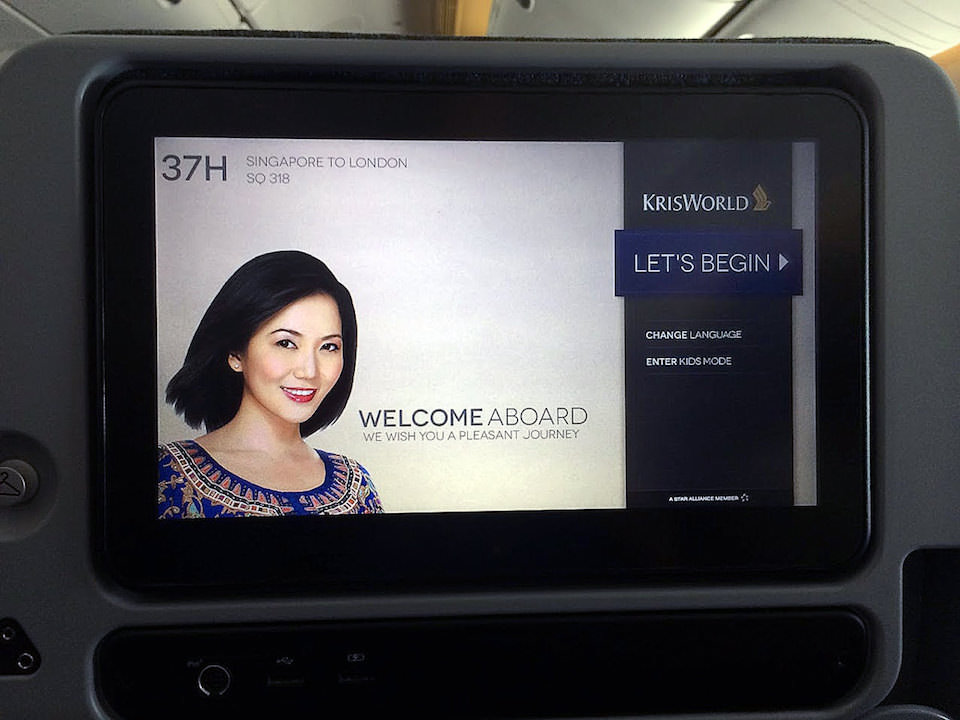 37H
SINGAPORE TO LONDON
SQ 318
KRISWORLD
LET'S BEGIN
CHANGE LANGUAGE
ENTER KIDS MODE
WELCOME ABOARD
WE WISH YOU A PLEASANT JOURNEY
A STAR ALLIANCE MEMBER